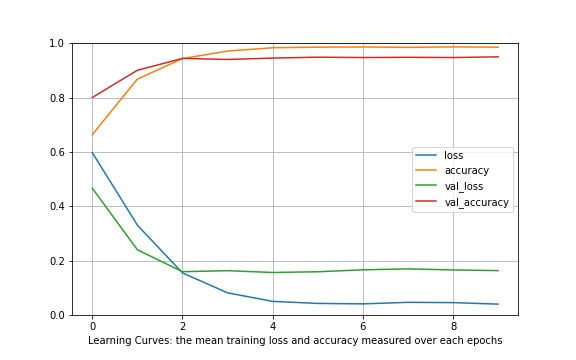 1.0
0.8
0.6
0.4
0.2
0.0
loss
accuracy
val_loss
val_accuracy
0 2 4 6 8
Learning Curves: the mean training loss and accuracy measured over each epochs